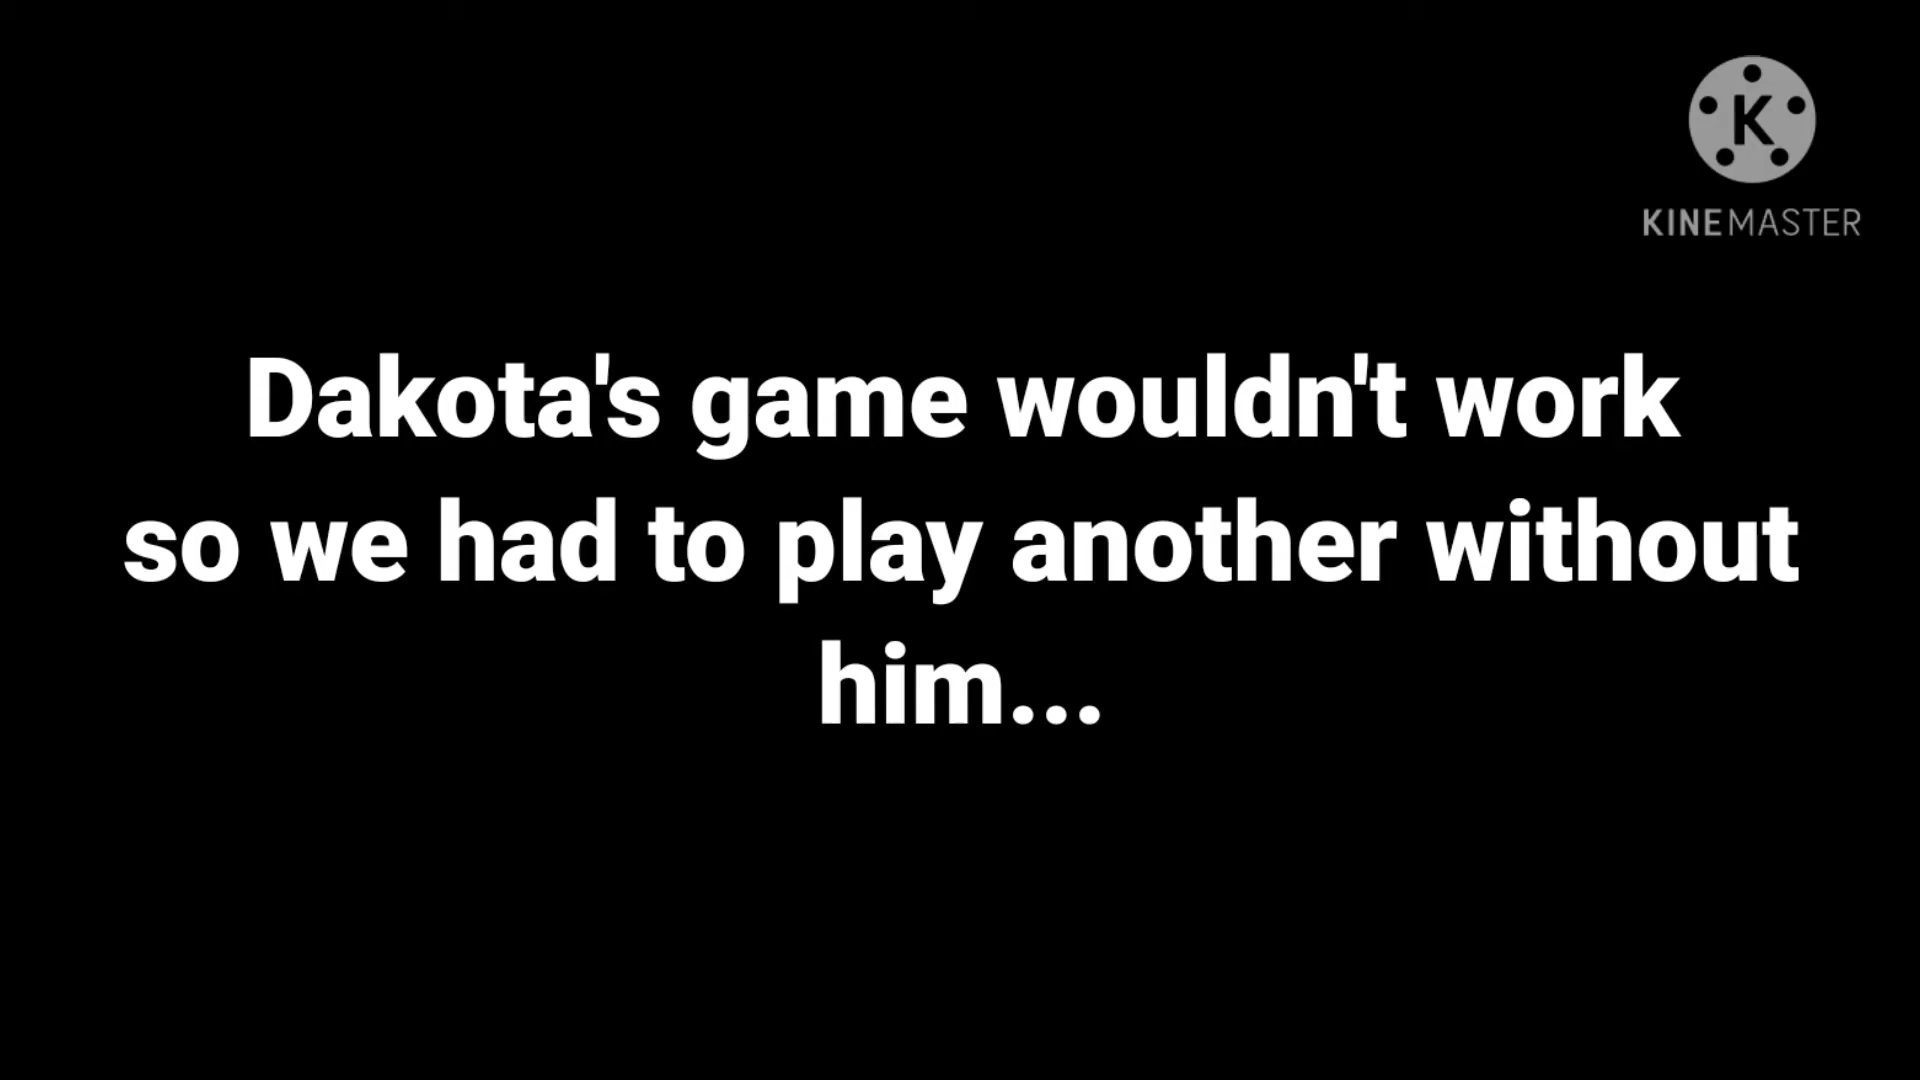 K
KINEMASTER
Dakota's game wouldn't work
so we had to play another without
him...